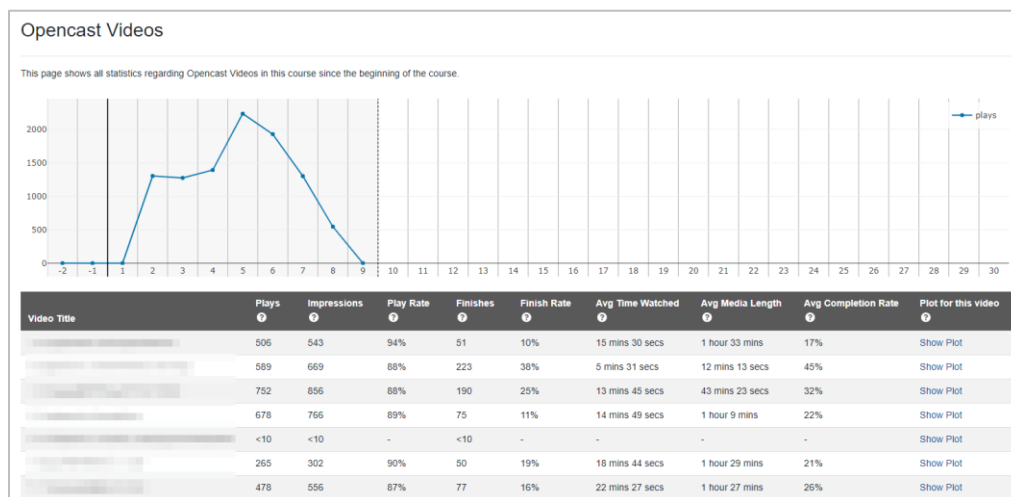 Opencast Videos
This page shows all statistics regarding Opencast Videos in this course since the beginning of the course.
plays
2000
1500
1000
500
0
-2 -1 1 2 3 4 5 6 7 8 9 10 11 12 13 14 15 16 17 18 19 20 21 22 23 24 25 26 27 28 29 30
Video Title Plays Impressions Play Rate Finishes Finish Rate Avg Time Watched Avg Media Length Avg Completion Rate Plot for this video
506 543 94% 51 10% 15 mins 30 secs 1 hour 33 mins 17% Show Plot
589 669 88% 223 38% 5 mins 31 secs 12 mins 13 secs 45% Show Plot
752 856 88% 190 25% 13 mins 45 secs 43 mins 23 secs 32% Show Plot
678 766 89% 75 11% 14 mins 49 secs 1 hour 9 mins 22% Show Plot
<10 <10 - <10 - - - - Show Plot
265 302 90% 50 19% 18 mins 44 secs 1 hour 29 mins 21% Show Plot
478 556 87% 77 16% 22 mins 27 secs 1 hour 27 mins 26% Show Plot